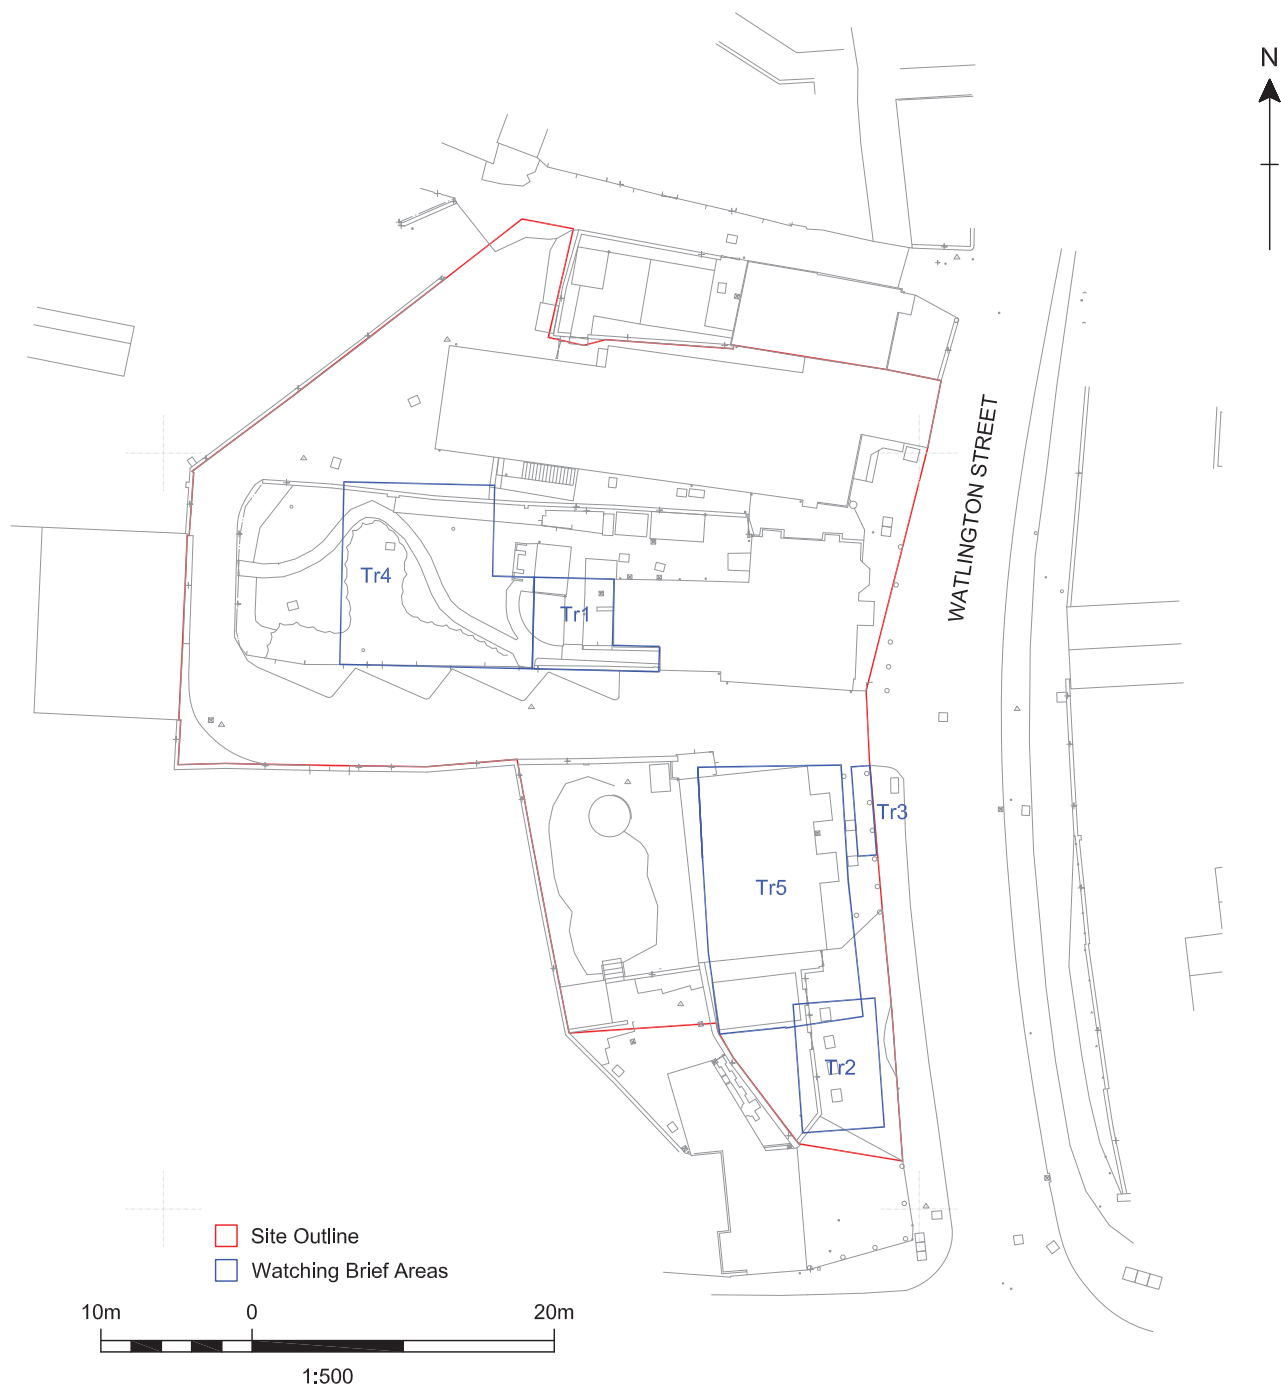 N
WATLINGTON STREET
Tr4
Tr1
Tr3
Tr5
Tr2
Site Outline
Watching Brief Areas
10m 0 20m
1:500